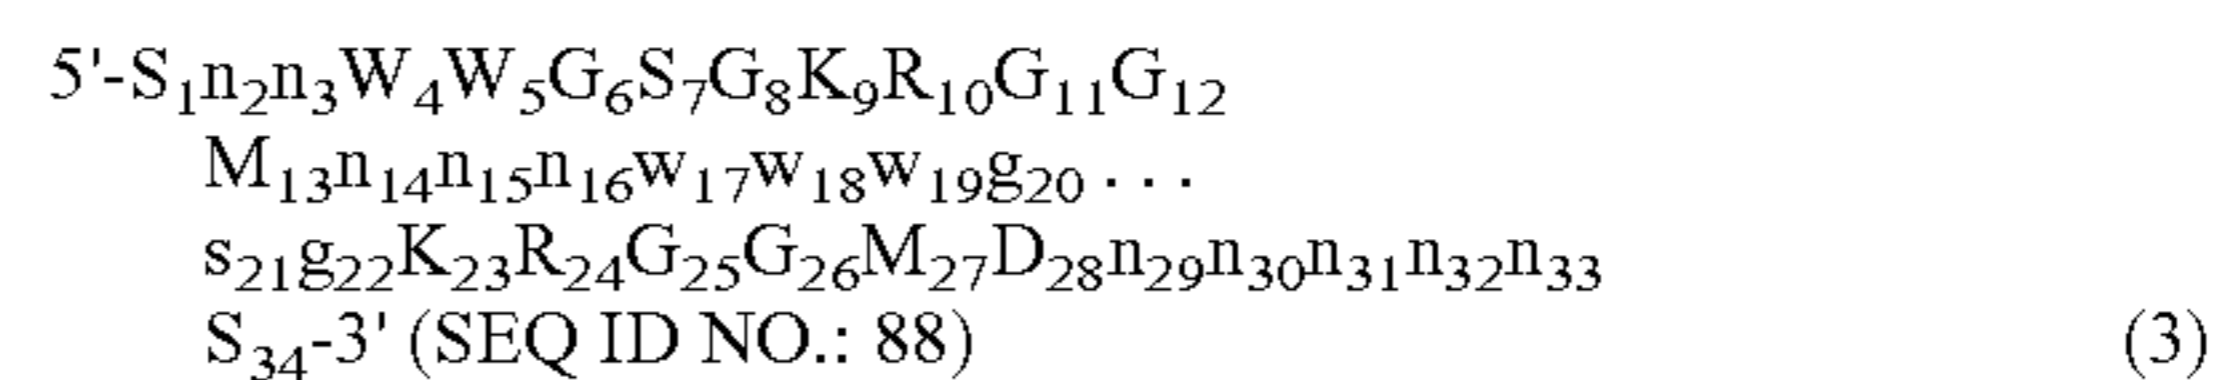 5'-S₁n₂n₃W₄W₅G₆S₇G₈K₉R₁₀G₁₁G₁₂
M₁₃n₁₄n₁₅n₁₆w₁₇w₁₈w₁₉g₂₀ . . .
s₂₁g₂₂K₂₃R₂₄G₂₅G₂₆M₂₇D₂₈n₂₉n₃₀n₃₁n₃₂n₃₃
S₃₄-3' (SEQ ID NO.: 88) (3)